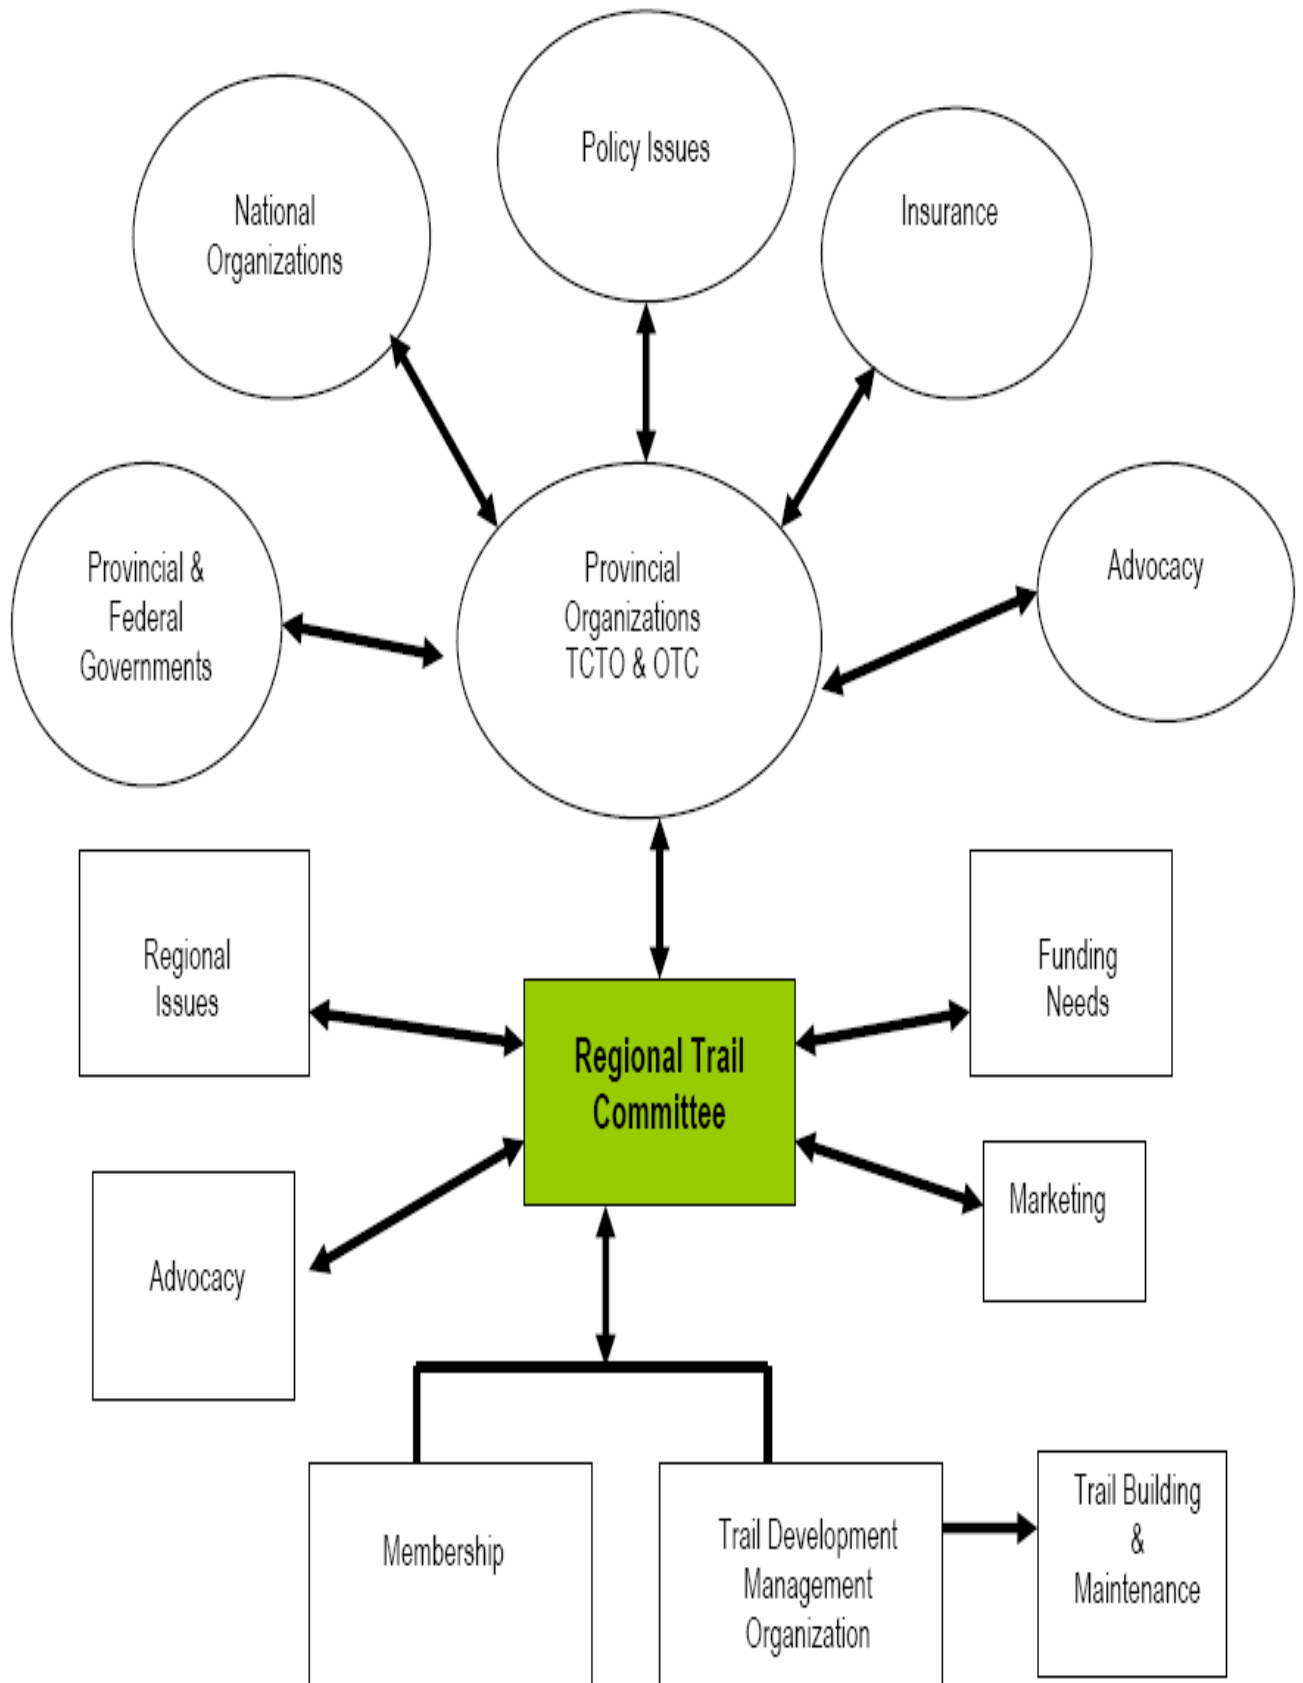 Policy Issues
National
Organizations
Insurance
Provincial &
Federal
Governments
Provincial
Organizations
TCTO & OTC
Advocacy
Regional
Issues
Funding
Needs
Regional Trail
Committee
Marketing
Advocacy
Membership
Trail Development
Management
Organization
Trail Building
&
Maintenance